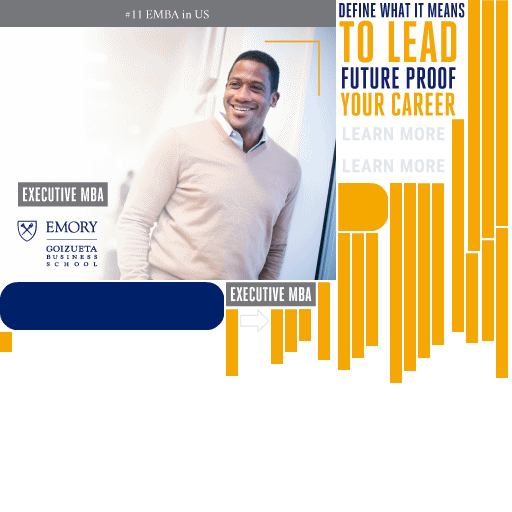 #11 EMBA in US
DEFINE WHAT IT MEANS
TO LEAD
FUTURE PROOF
YOUR CAREER
LEARN MORE
LEARN MORE
EXECUTIVE MBA
EMORY
GOIZUETA
BUSINESS
SCHOOL
EXECUTIVE MBA